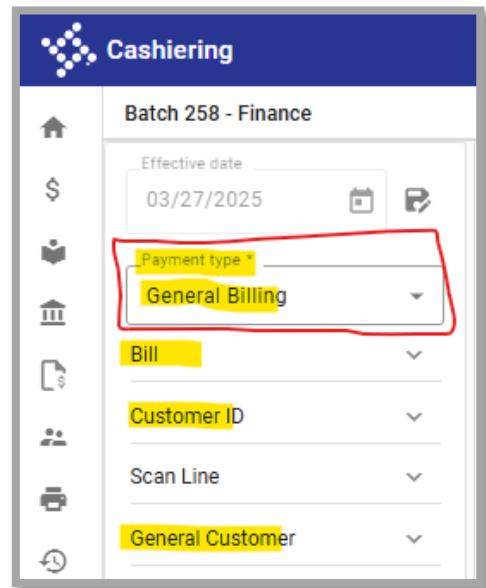 Cashiering
Batch 258 - Finance
Effective date
03/27/2025
Payment type *
General Billing
Bill
Customer ID
Scan Line
General Customer